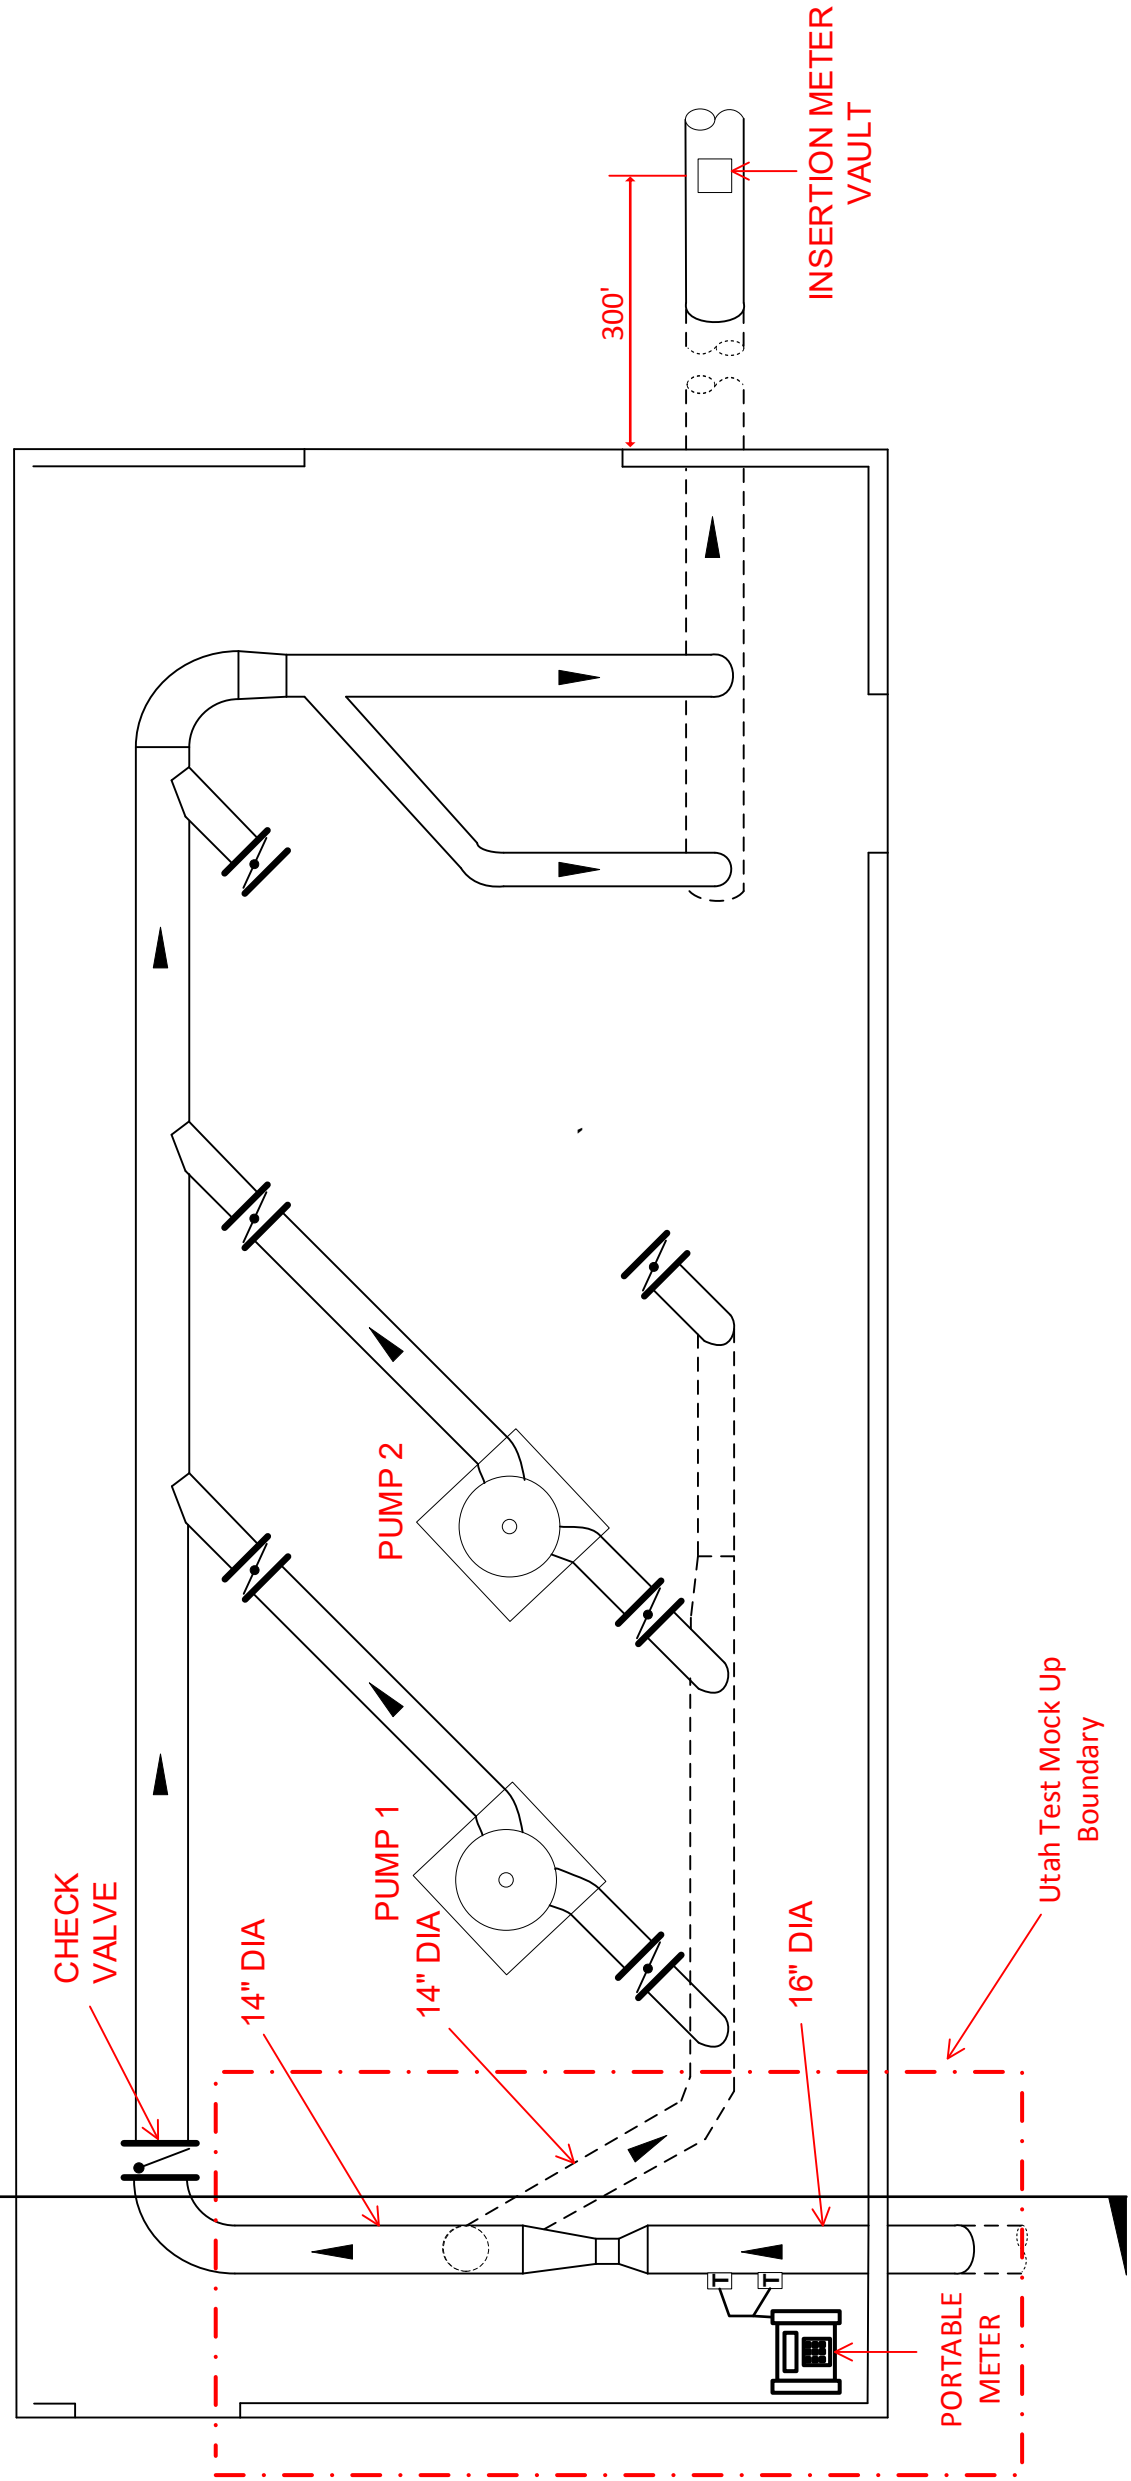 INSERTION METER
VAULT
300'
PUMP 2
PUMP 1
CHECK
VALVE
14" DIA
14" DIA
16" DIA
Utah Test Mock Up
Boundary
PORTABLE
METER
T
T